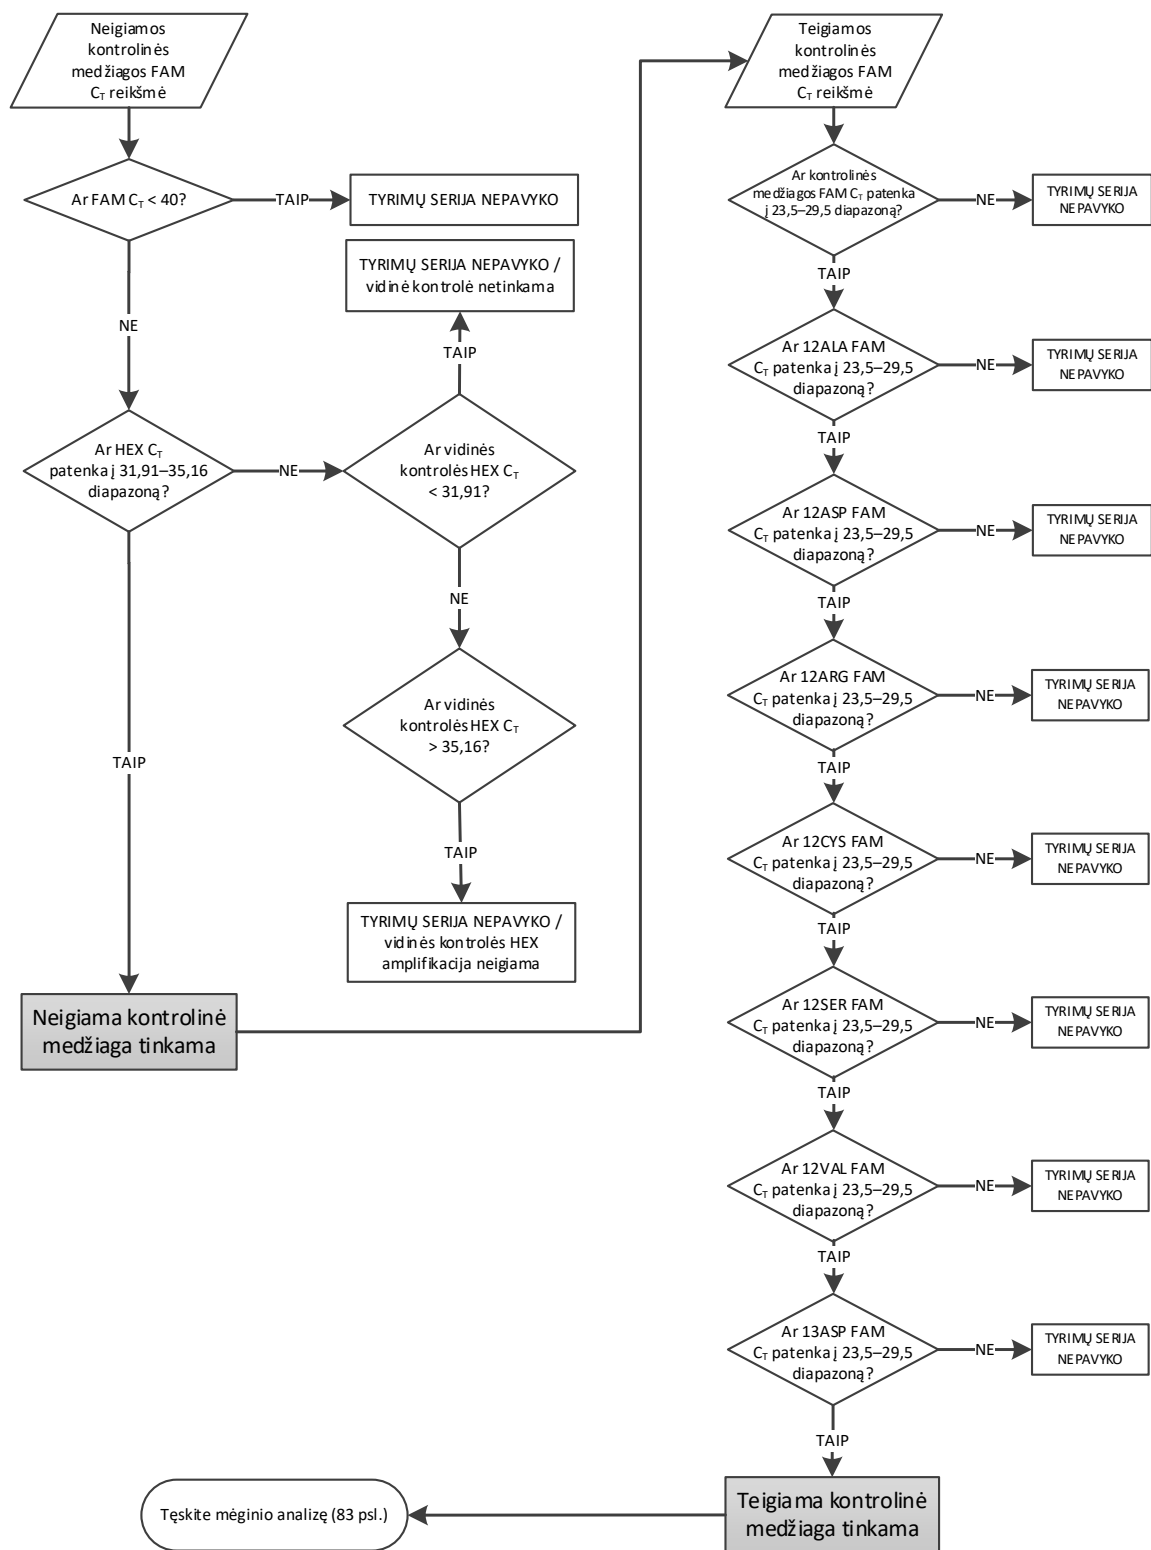 Neigiamos
kontrolinės
medžiagos FAM
CT reikšmė
Ar FAM CT < 40?
TAIP
TYRIMŲ SERIJA NEPAVYKO
NE
TYRIMŲ SERIJA NEPAVYKO /
vidinė kontrolė netinkama
TAIP
Ar HEX CT
patenka į 31,91–35,16
diapazoną?
NE
Ar vidinės
kontrolės HEX CT
< 31,91?
NE
Ar vidinės
kontrolės HEX CT
> 35,16?
TAIP
TAIP
TYRIMŲ SERIJA NEPAVYKO /
vidinės kontrolės HEX
amplifikacija neigiama
Neigiama kontrolinė
medžiaga tinkama
Teigiamos
kontrolinės
medžiagos FAM
CT reikšmė
Ar kontrolinės
medžiagos FAM CT patenka
į 23,5–29,5 diapazoną?
NE
TYRIMŲ SERIJA
NEPAVYKO
TAIP
Ar 12ALA FAM
CT patenka į 23,5–29,5
diapazoną?
NE
TYRIMŲ SERIJA
NEPAVYKO
TAIP
Ar 12ASP FAM
CT patenka į 23,5–29,5
diapazoną?
NE
TYRIMŲ SERIJA
NEPAVYKO
TAIP
Ar 12ARG FAM
CT patenka į 23,5–29,5
diapazoną?
NE
TYRIMŲ SERIJA
NEPAVYKO
TAIP
Ar 12CYS FAM
CT patenka į 23,5–29,5
diapazoną?
NE
TYRIMŲ SERIJA
NEPAVYKO
TAIP
Ar 12SER FAM
CT patenka į 23,5–29,5
diapazoną?
NE
TYRIMŲ SERIJA
NEPAVYKO
TAIP
Ar 12VAL FAM
CT patenka į 23,5–29,5
diapazoną?
NE
TYRIMŲ SERIJA
NEPAVYKO
TAIP
Ar 13ASP FAM
CT patenka į 23,5–29,5
diapazoną?
NE
TYRIMŲ SERIJA
NEPAVYKO
TAIP
Teigiama kontrolinė
medžiaga tinkama
Tęskite mėginio analizę (83 psl.)